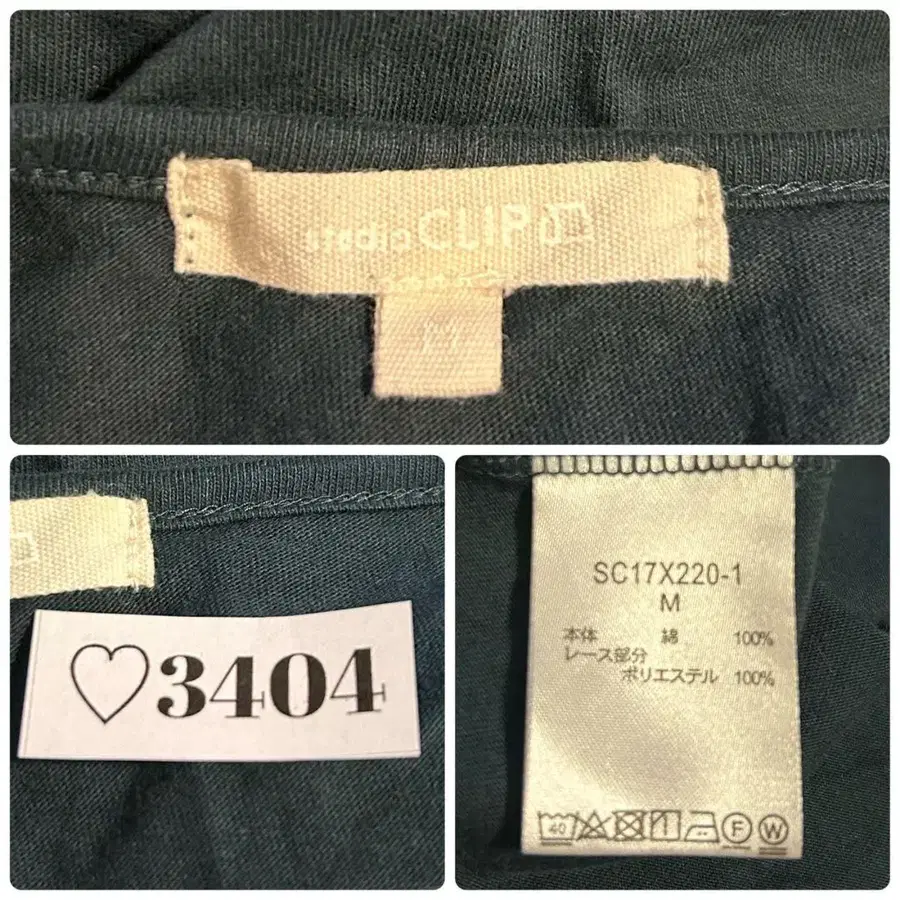 studio CLIP
M
♡3404
SC17X220-1
M
本体 綿 100%
レース部分
ポリエステル 100%
40
F
W